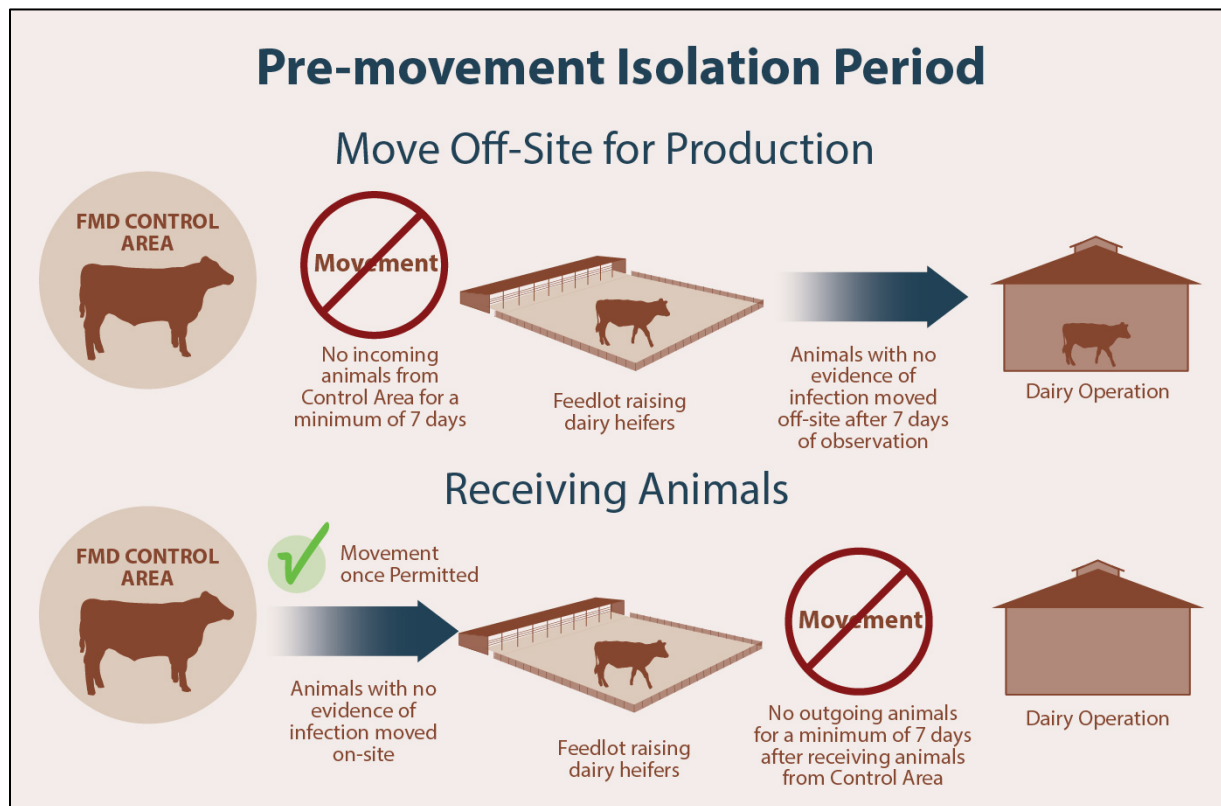 Pre-movement Isolation Period
Move Off-Site for Production
FMD CONTROL
AREA
Movement
No incoming
animals from
Control Area for a
minimum of 7 days
Feedlot raising
dairy heifers
Animals with no
evidence of
infection moved
off-site after 7 days
of observation
Dairy Operation
Receiving Animals
FMD CONTROL
AREA
Movement
once Permitted
Animals with no
evidence of
infection moved
on-site
Feedlot raising
dairy heifers
Movement
No outgoing animals
for a minimum of 7 days
after receiving animals
from Control Area
Dairy Operation